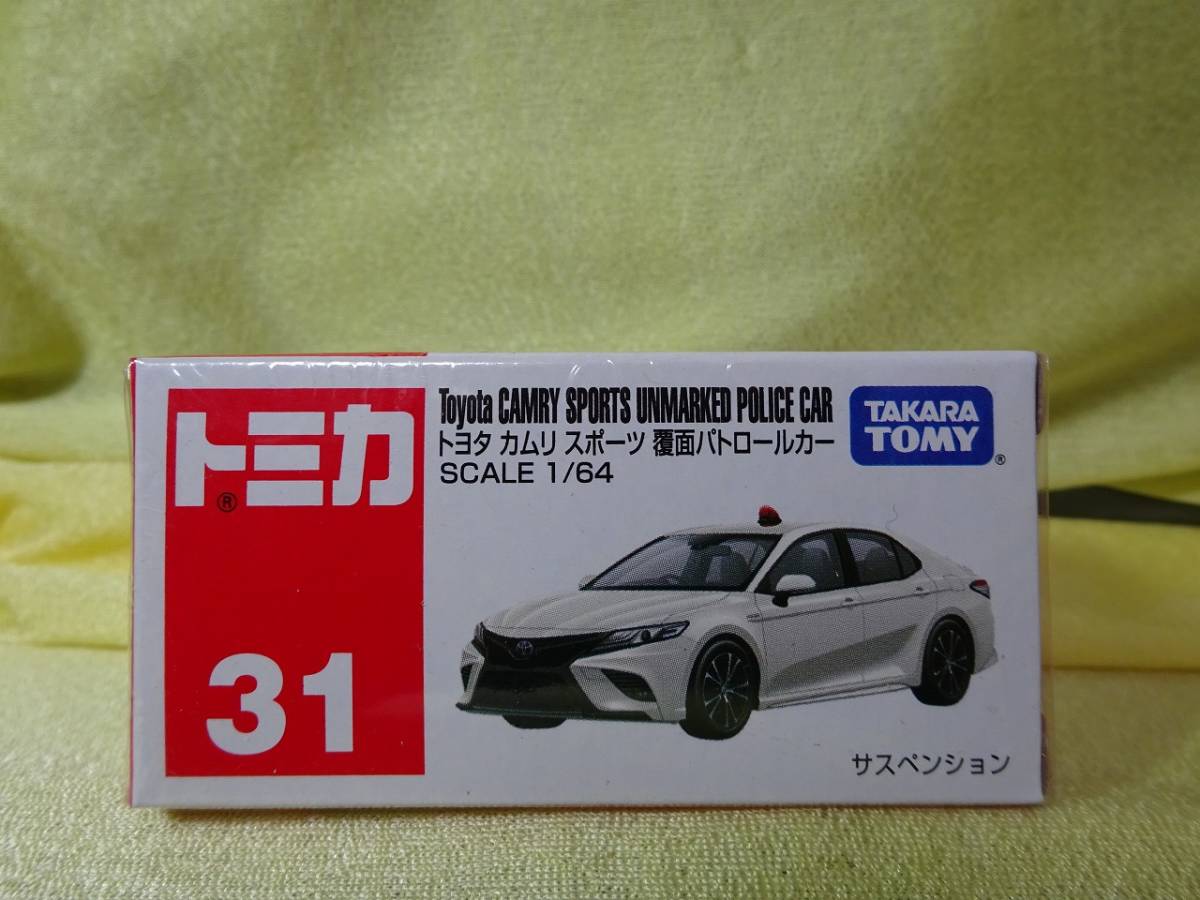 トミカ
®
31
Toyota CAMRY SPORTS UNMARKED POLICE CAR
トヨタ カムリ スポーツ 覆面パトロールカー
SCALE 1/64
TAKARA
TOMY
®
サスペンション